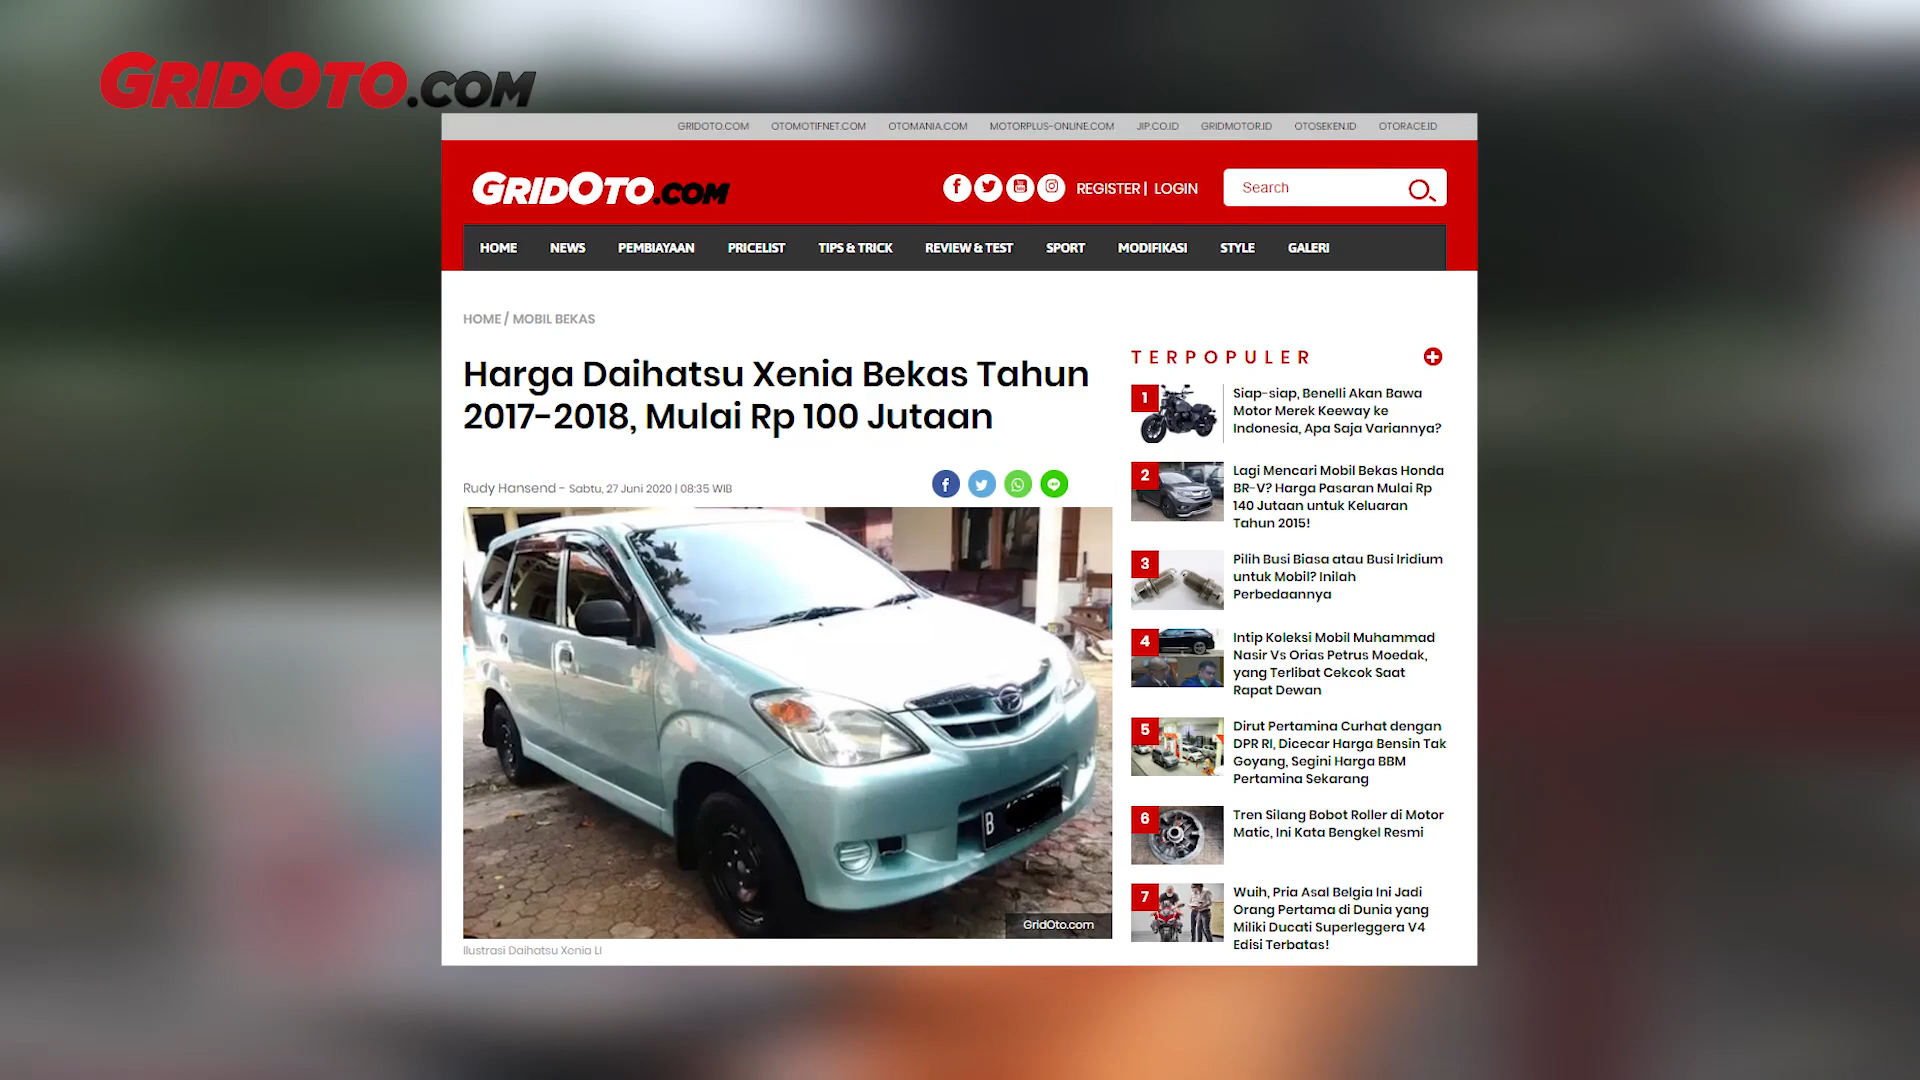 GRIDOTO.COM
GRIDOTO.COM OTOMOTIFNET.COM OTOMANIA.COM MOTORPLUS-ONLINE.COM JIP.CO.ID GRIDMOTOR.ID OTOSEKEN.ID OTORACE.ID
GRIDOTO.COM
REGISTER | LOGIN
Search
HOME NEWS PEMBIAYAAN PRICELIST TIPS & TRICK REVIEW & TEST SPORT MODIFIKASI STYLE GALERI
HOME / MOBIL BEKAS
Harga Daihatsu Xenia Bekas Tahun
2017-2018, Mulai Rp 100 Jutaan
Rudy Hansend - Sabtu, 27 Juni 2020 | 08:35 WIB
B
GridOto.com
Ilustrasi Daihatsu Xenia LI
TERPOPULER
1
Siap-siap, Benelli Akan Bawa
Motor Merek Keeway ke
Indonesia, Apa Saja Variannya?
2
Lagi Mencari Mobil Bekas Honda
BR-V? Harga Pasaran Mulai Rp
140 Jutaan untuk Keluaran
Tahun 2015!
3
Pilih Busi Biasa atau Busi Iridium
untuk Mobil? Inilah
Perbedaannya
4
Intip Koleksi Mobil Muhammad
Nasir Vs Orias Petrus Moedak,
yang Terlibat Cekcok Saat
Rapat Dewan
5
Dirut Pertamina Curhat dengan
DPR RI, Dicecar Harga Bensin Tak
Goyang, Segini Harga BBM
Pertamina Sekarang
6
Tren Silang Bobot Roller di Motor
Matic, Ini Kata Bengkel Resmi
7
Wuih, Pria Asal Belgia Ini Jadi
Orang Pertama di Dunia yang
Miliki Ducati Superleggera V4
Edisi Terbatas!